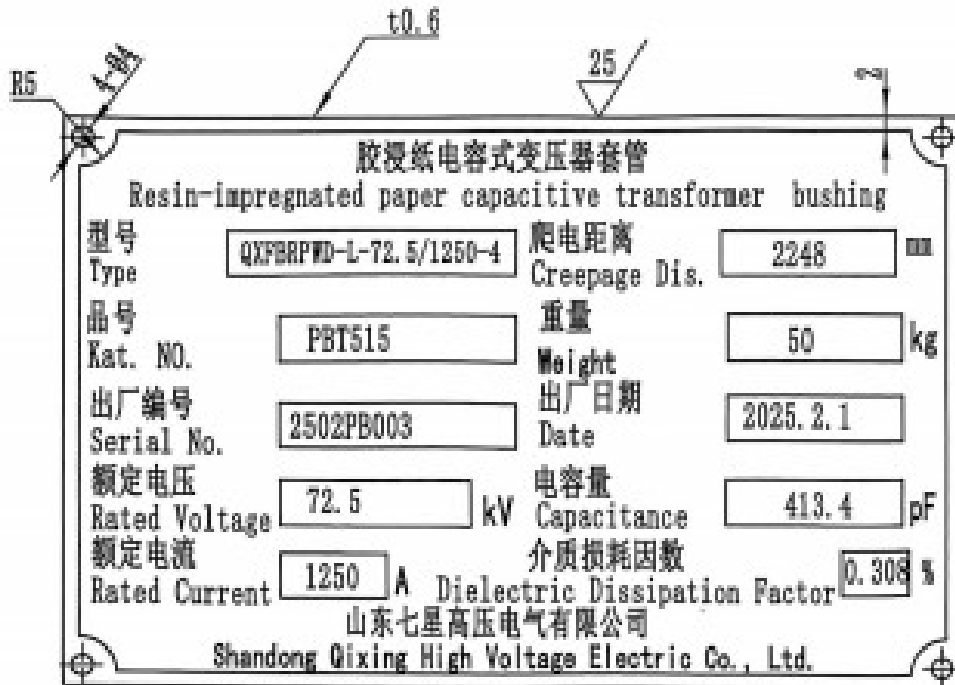 t0.6
R5
4-Ø4
25
2
胶浸纸电容式变压器套管
Resin-impregnated paper capacitive transformer bushing
型号
Type
QXFBRPWD-L-72.5/1250-4
爬电距离
Creepage Dis.
2248
mm
品号
Kat. NO.
PBT515
重量
Weight
50
kg
出厂编号
Serial No.
2502PB003
出厂日期
Date
2025.2.1
额定电压
Rated Voltage
72.5
kV
电容量
Capacitance
413.4
pF
额定电流
Rated Current
1250
A
介质损耗因数
Dielectric Dissipation Factor
0.308
%
山东七星高压电气有限公司
Shandong Qixing High Voltage Electric Co., Ltd.